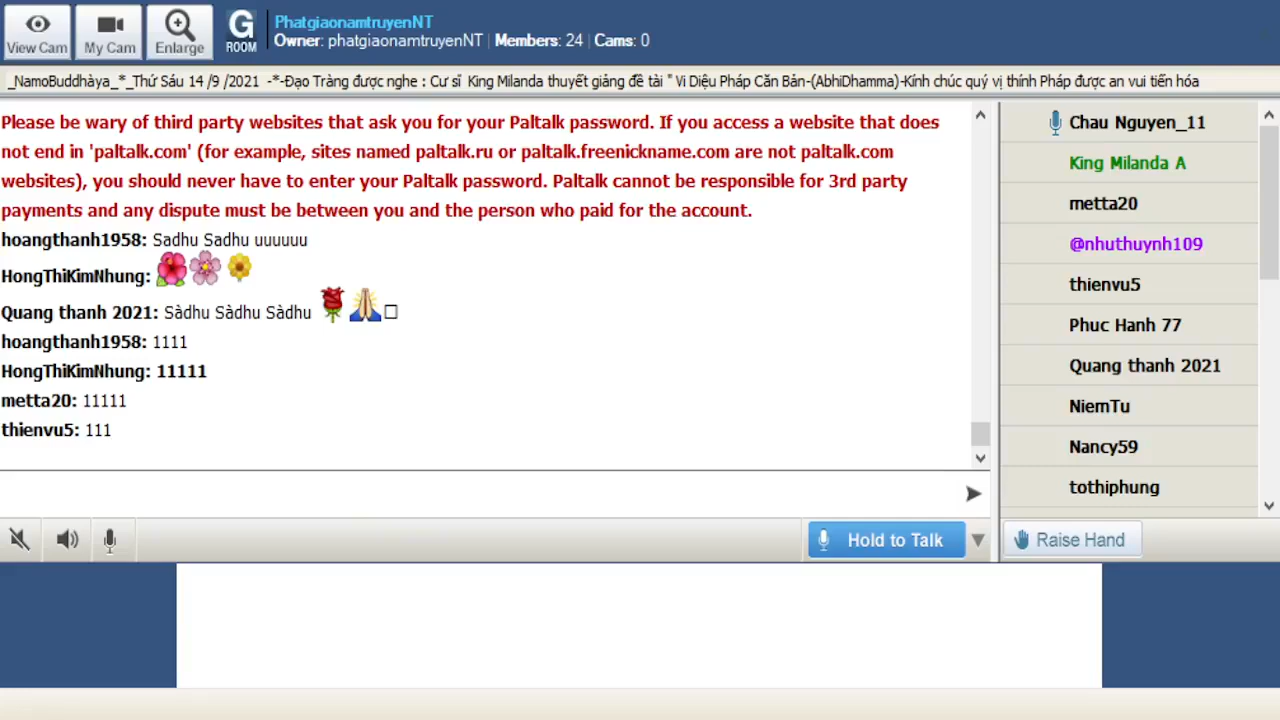 View Cam
My Cam
Enlarge
G
ROOM
PhatgiaonamtruyenNT
Owner: phatgiaonamtruyenNT | Members: 24 | Cams: 0
_NamoBuddhàya_*_Thứ Sáu 14 /9 /2021 -*-Đạo Tràng được nghe : Cư sĩ King Milanda thuyết giảng đề tài " Vi Diệu Pháp Căn Bản-(AbhiDhamma)-Kính chúc quý vị thính Pháp được an vui tiến hóa
Please be wary of third party websites that ask you for your Paltalk password. If you access a website that does
not end in 'paltalk.com' (for example, sites named paltalk.ru or paltalk.freenickname.com are not paltalk.com
websites), you should never have to enter your Paltalk password. Paltalk cannot be responsible for 3rd party
payments and any dispute must be between you and the person who paid for the account.
hoangthanh1958: Sadhu Sadhu uuuuuu
HongThiKimNhung: 🌺🌸🌼
Quang thanh 2021: Sàdhu Sàdhu Sàdhu 🌹🙏□
hoangthanh1958: 1111
HongThiKimNhung: 11111
metta20: 11111
thienvu5: 111
Chau Nguyen_11
King Milanda A
metta20
@nhuthuynh109
thienvu5
Phuc Hanh 77
Quang thanh 2021
NiemTu
Nancy59
tothiphung
Hold to Talk
Raise Hand